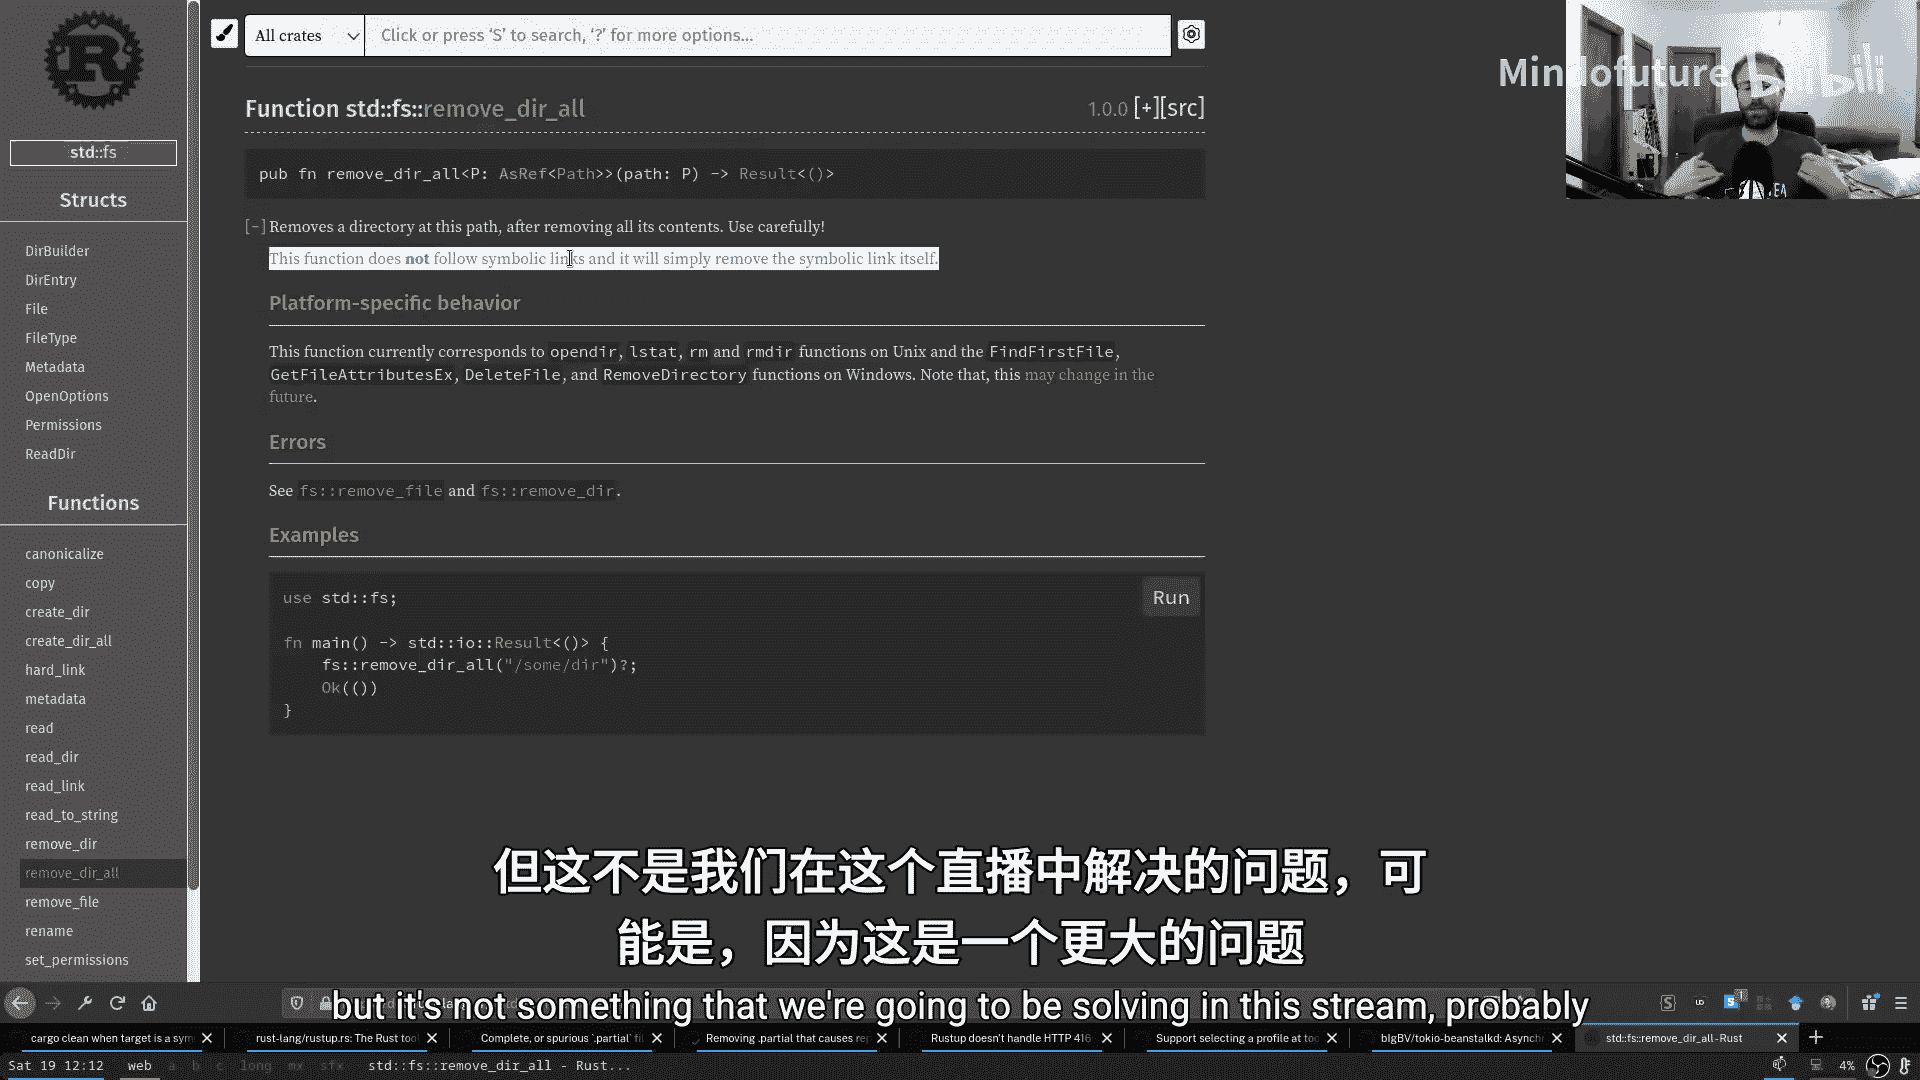 All crates
Click or press ‘S’ to search, ‘?’ for more options…
Mindofuture bilibili
std::fs
Structs
DirBuilder
DirEntry
File
FileType
Metadata
OpenOptions
Permissions
ReadDir
Functions
canonicalize
copy
create_dir
create_dir_all
hard_link
metadata
read
read_dir
read_link
read_to_string
remove_dir
remove_dir_all
remove_file
rename
set_permissions
Function std::fs::remove_dir_all
1.0.0 [+][src]
pub fn remove_dir_all<P: AsRef<Path>>(path: P) -> Result<()>
[-] Removes a directory at this path, after removing all its contents. Use carefully!
This function does not follow symbolic links and it will simply remove the symbolic link itself.
Platform-specific behavior
This function currently corresponds to opendir, lstat, rm and rmdir functions on Unix and the FindFirstFile,
GetFileAttributesEx, DeleteFile, and RemoveDirectory functions on Windows. Note that, this may change in the
future.
Errors
See fs::remove_file and fs::remove_dir.
Examples
Run
use std::fs;
fn main() -> std::io::Result<()> {
fs::remove_dir_all("/some/dir")?;
Ok(())
}
但这不是我们在这个直播中解决的问题，可
能是，因为这是一个更大的问题
but it's not something that we're going to be solving in this stream, probably
cargo clean when target is a sym
rust-lang/rustup.rs: The Rust tool
Complete, or spurious `.partial` fil
Removing .partial that causes re
Rustup doesn't handle HTTP 416
Support selecting a profile at too
bIgBV/tokio-beanstalkd: Asynchr
std::fs::remove_dir_all - Rust
Sat 19 12:12
web
a b c long mx sfx
std::fs::remove_dir_all - Rust...
4%